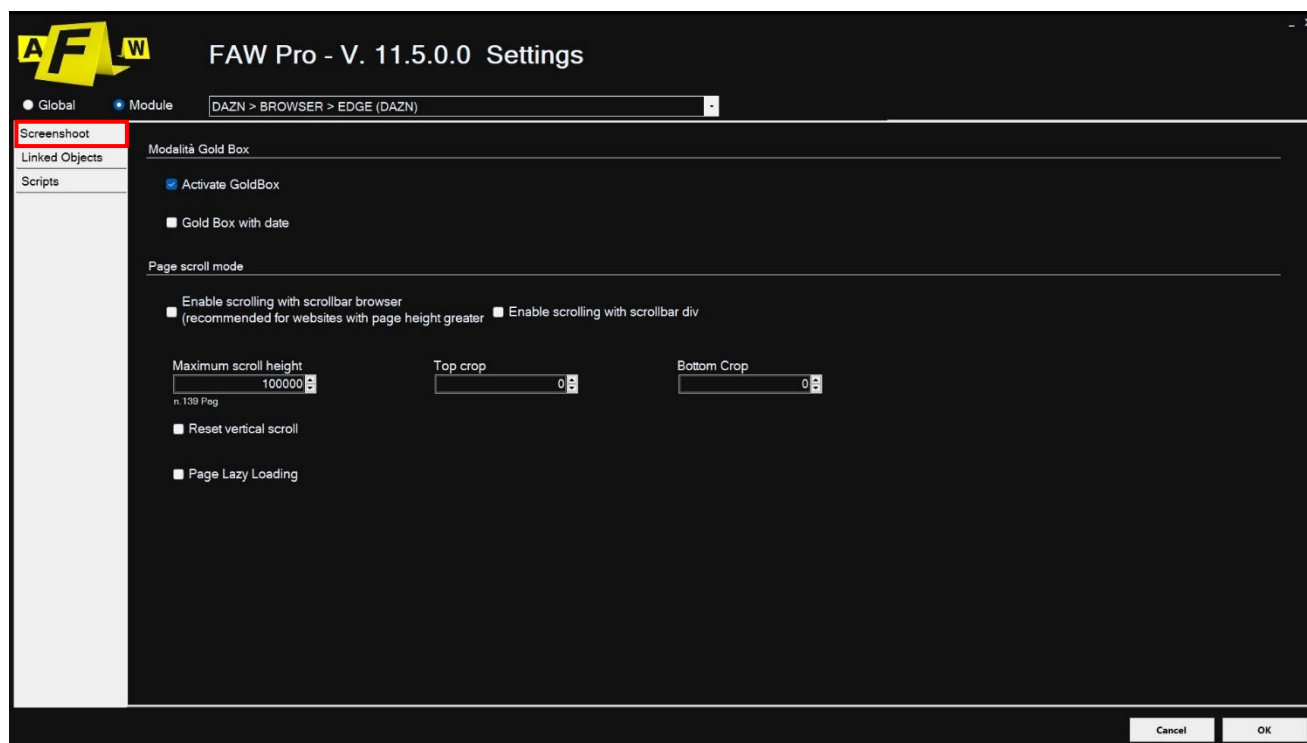 A F W
FAW Pro - V. 11.5.0.0 Settings
Global Module DAZN > BROWSER > EDGE (DAZN)
Screenshoot
Linked Objects
Scripts
Modalità Gold Box
Activate GoldBox
Gold Box with date
Page scroll mode
Enable scrolling with scrollbar browser
(recommended for websites with page height greater
Enable scrolling with scrollbar div
Maximum scroll height Top crop Bottom Crop
100000 0 0
n.139 Pag
Reset vertical scroll
Page Lazy Loading
Cancel OK